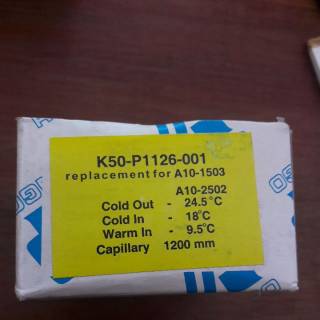 K50-P1126-001
replacement for A10-1503
A10-2502
Cold Out - 24.5°C
Cold In - 18°C
Warm In - 9.5°C
Capillary 1200 mm